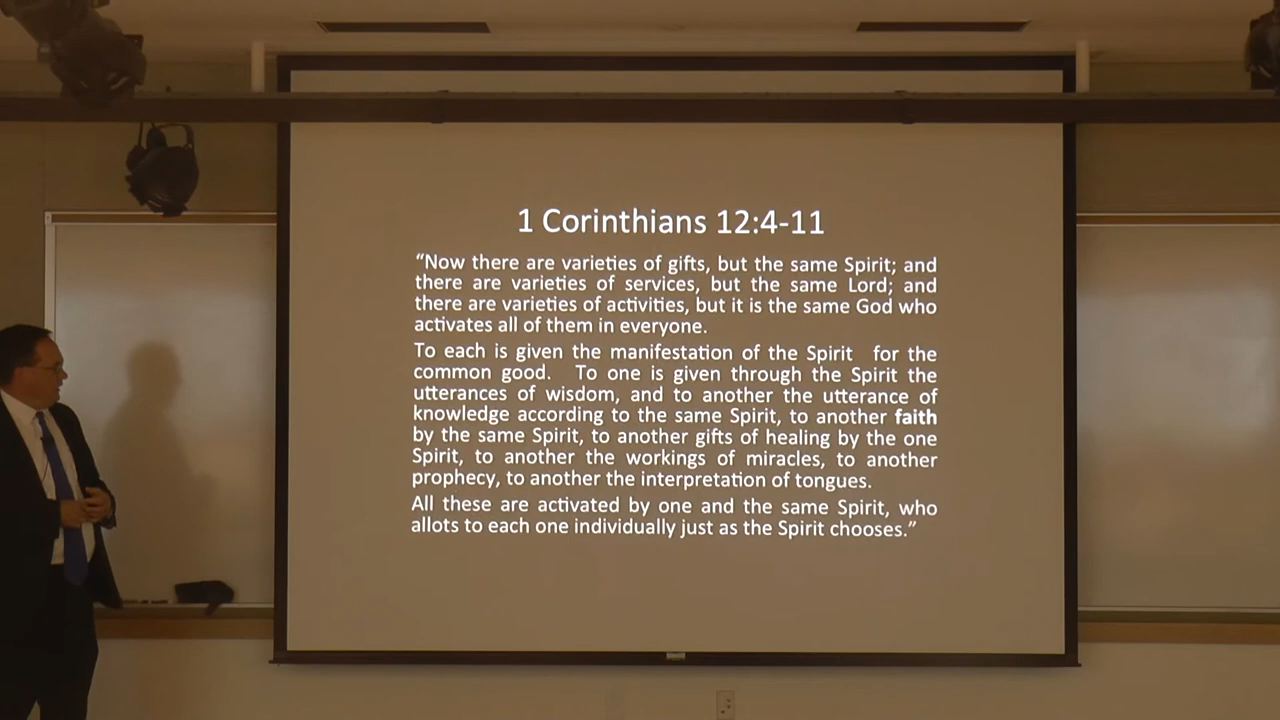 1 Corinthians 12:4-11
“Now there are varieties of gifts, but the same Spirit; and
there are varieties of services, but the same Lord; and
there are varieties of activities, but it is the same God who
activates all of them in everyone.
To each is given the manifestation of the Spirit for the
common good. To one is given through the Spirit the
utterances of wisdom, and to another the utterance of
knowledge according to the same Spirit, to another faith
by the same Spirit, to another gifts of healing by the one
Spirit, to another the workings of miracles, to another
prophecy, to another the interpretation of tongues.
All these are activated by one and the same Spirit, who
allots to each one individually just as the Spirit chooses.”